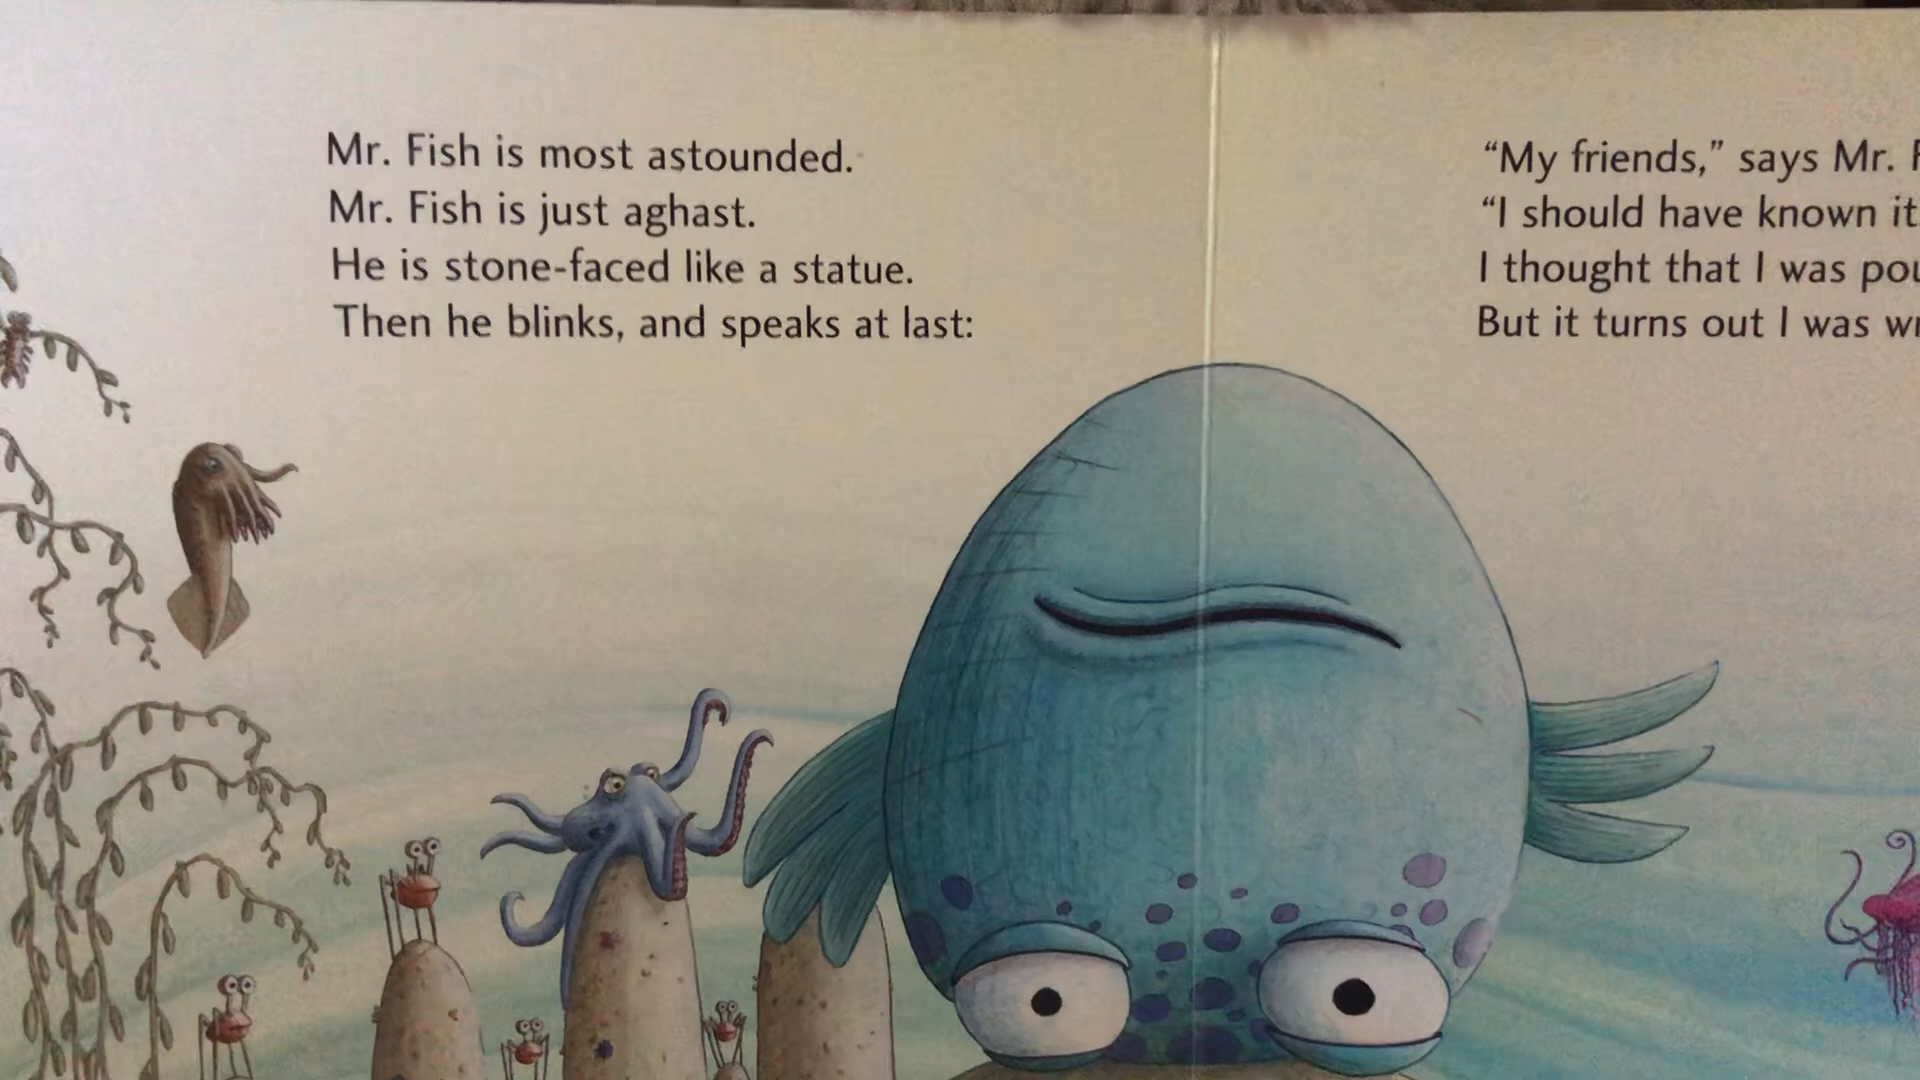 Mr. Fish is most astounded.
Mr. Fish is just aghast.
He is stone-faced like a statue.
Then he blinks, and speaks at last:
“My friends,” says Mr.
“I should have known it
I thought that I was
But it turns out I was